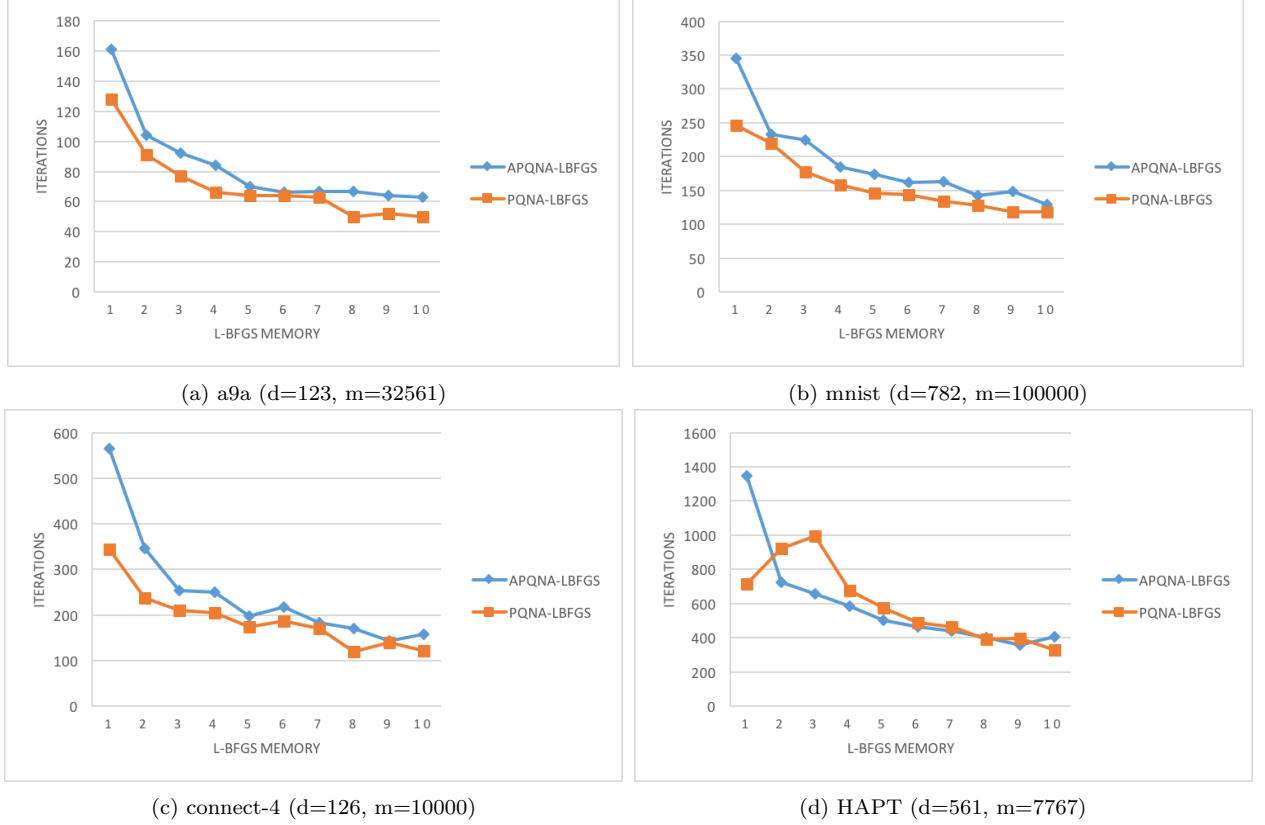 180
160
140
120
100
80
60
40
20
0
ITERATIONS
1 2 3 4 5 6 7 8 9 10
L-BFGS MEMORY
APQNA-LBFGS
PQNA-LBFGS
(a) a9a (d=123, m=32561)
400
350
300
250
200
150
100
50
0
ITERATIONS
1 2 3 4 5 6 7 8 9 10
L-BFGS MEMORY
APQNA-LBFGS
PQNA-LBFGS
(b) mnist (d=782, m=100000)
600
500
400
300
200
100
0
ITERATIONS
1 2 3 4 5 6 7 8 9 10
L-BFGS MEMORY
APQNA-LBFGS
PQNA-LBFGS
(c) connect-4 (d=126, m=10000)
1600
1400
1200
1000
800
600
400
200
0
ITERATIONS
1 2 3 4 5 6 7 8 9 10
L-BFGS MEMORY
APQNA-LBFGS
PQNA-LBFGS
(d) HAPT (d=561, m=7767)